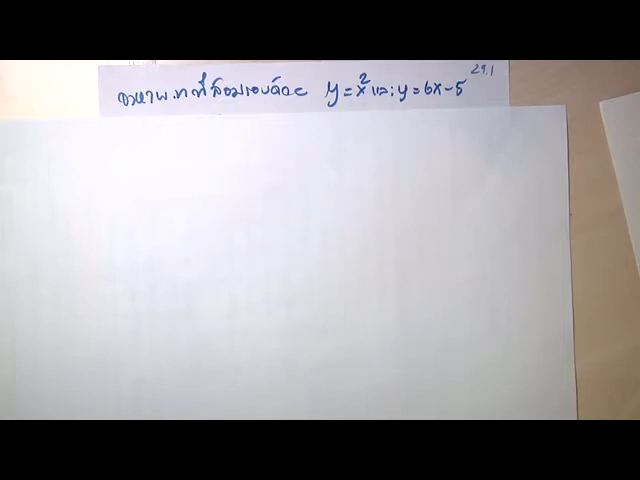 29.1
จงหา พ.ท ที่ล้อมรอบด้วย y = x² และ y = 6x - 5